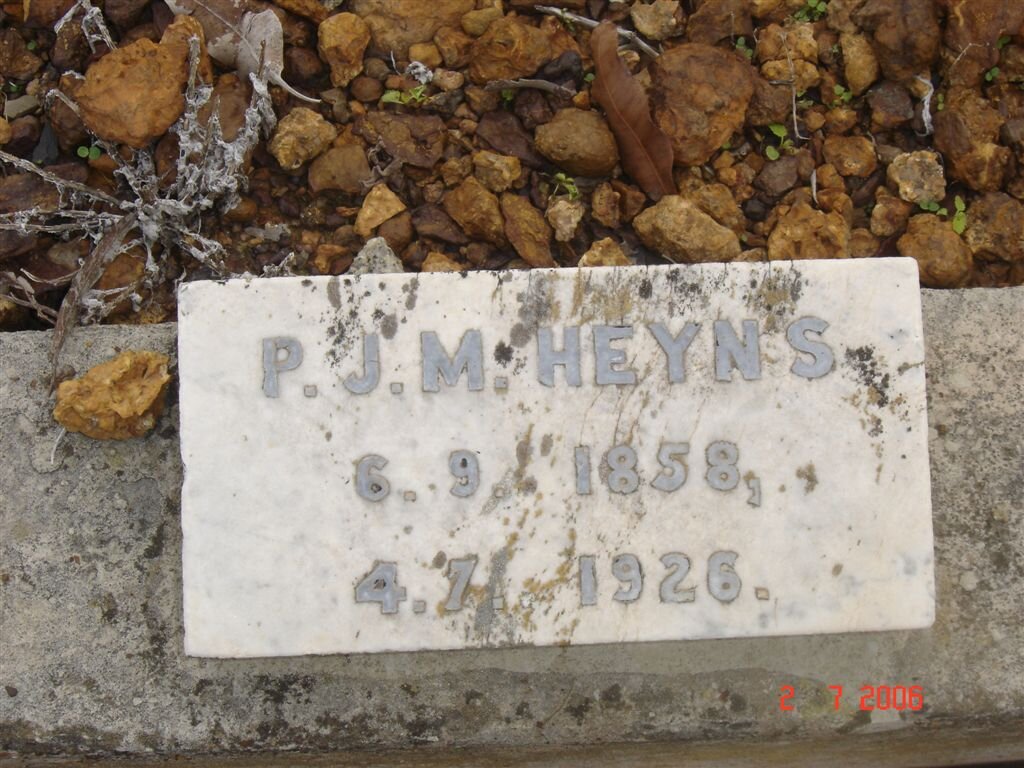 P.J.M. HEYNS
6.9. 1858,
4.7. 1926.
2 7 2006